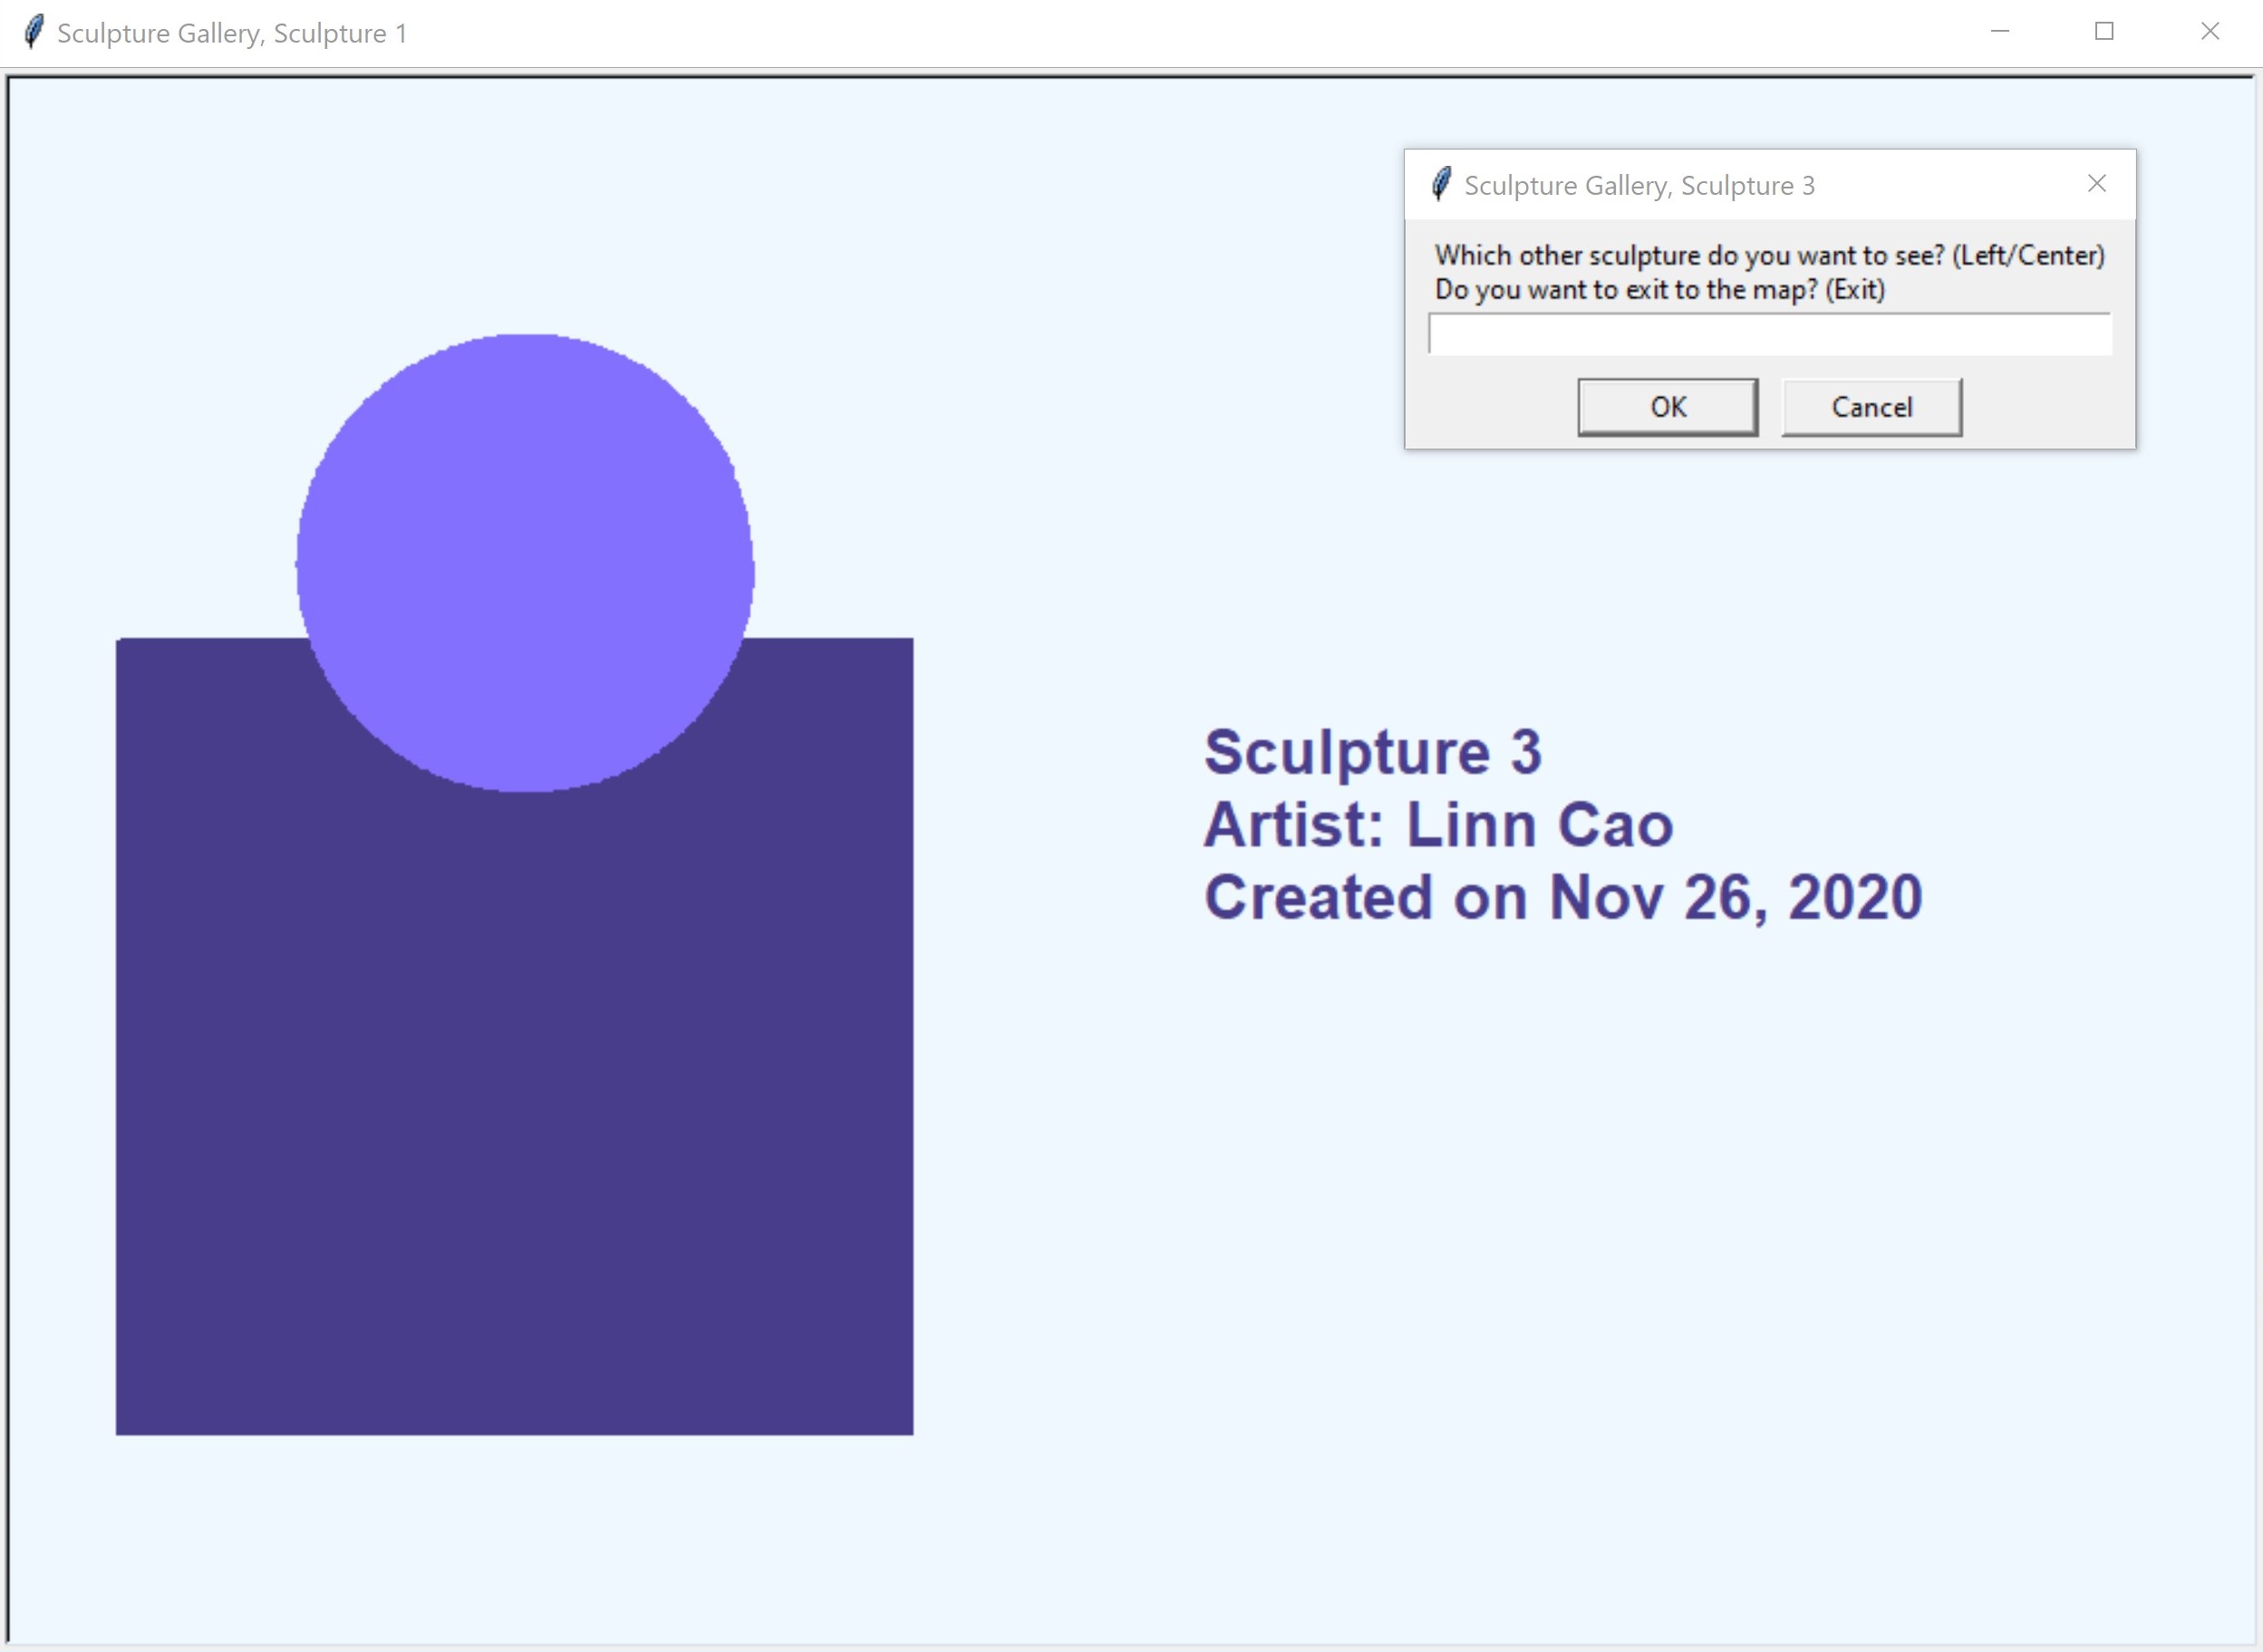 Sculpture Gallery, Sculpture 1
Sculpture Gallery, Sculpture 3
Which other sculpture do you want to see? (Left/Center)
Do you want to exit to the map? (Exit)
OK
Cancel
Sculpture 3
Artist: Linn Cao
Created on Nov 26, 2020